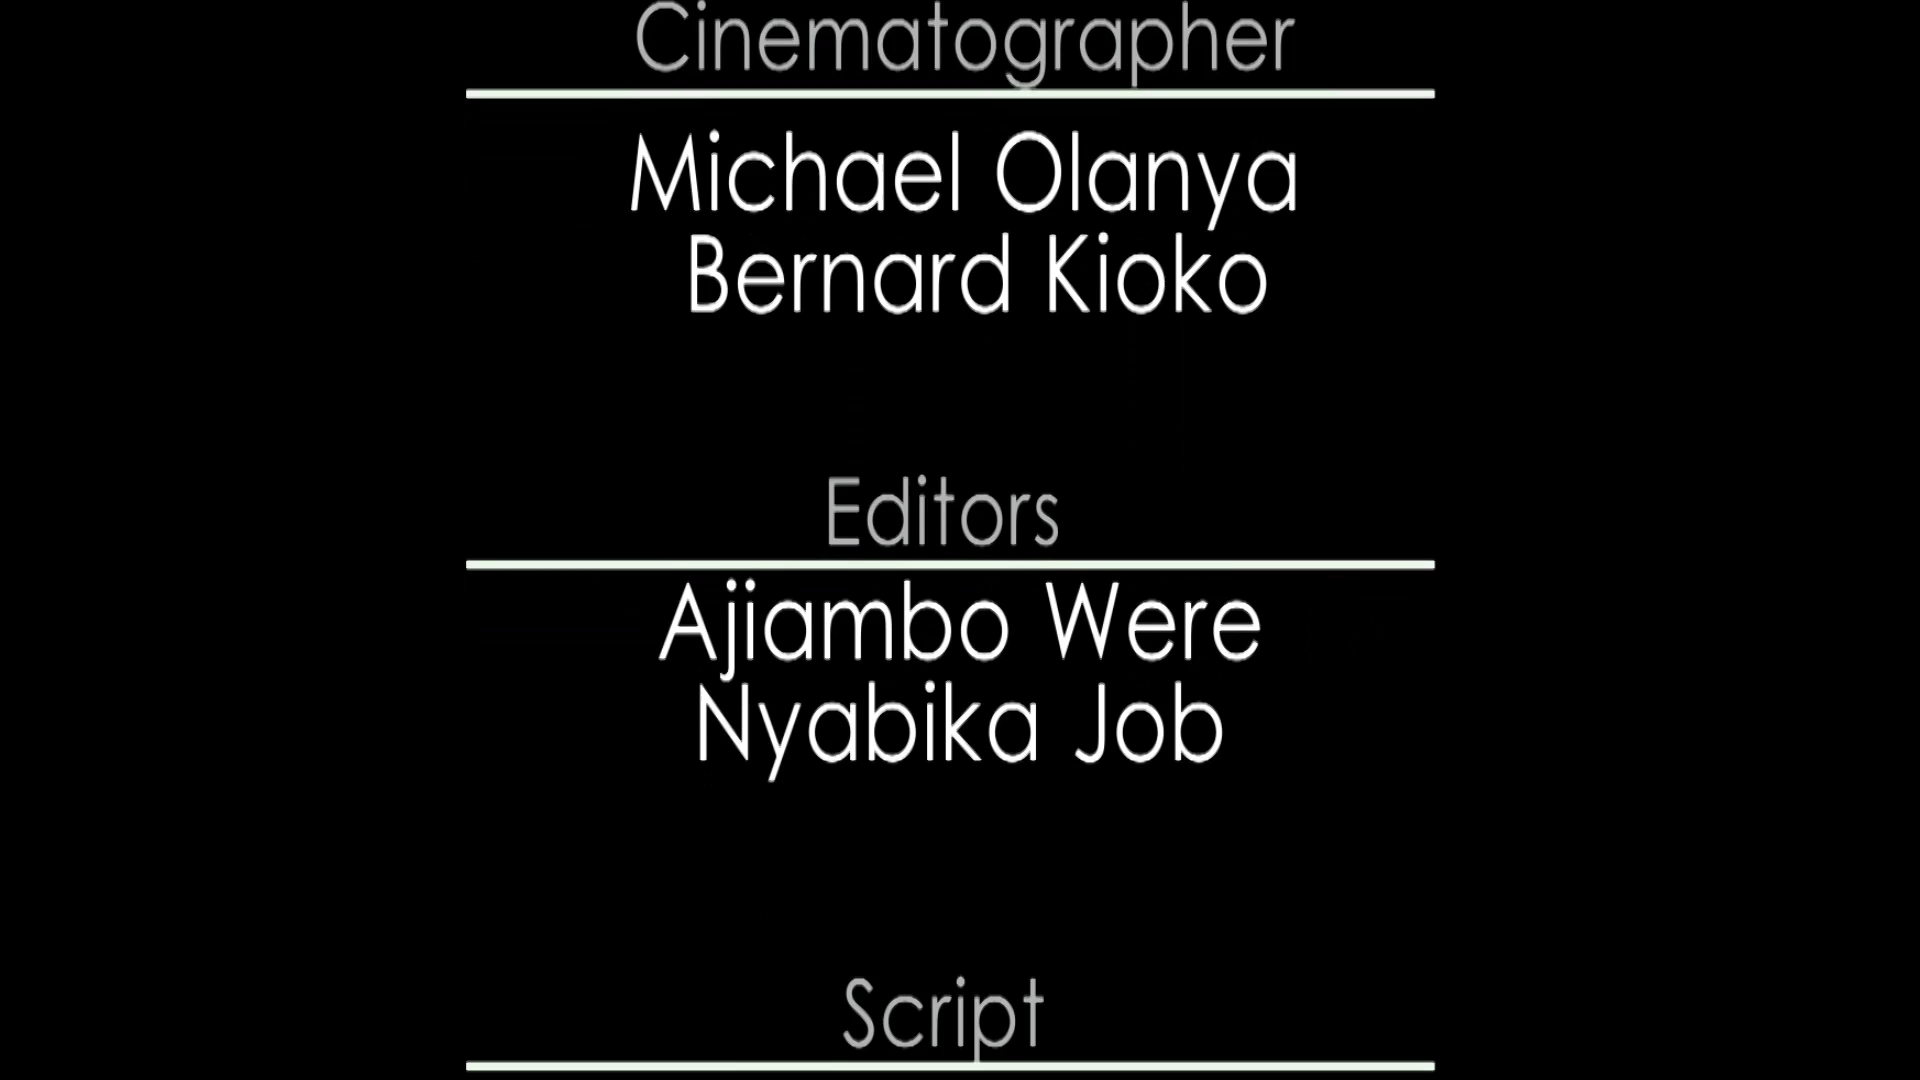 Cinematographer
Michael Olanya
Bernard Kioko
Editors
Ajiambo Were
Nyabika Job
Script